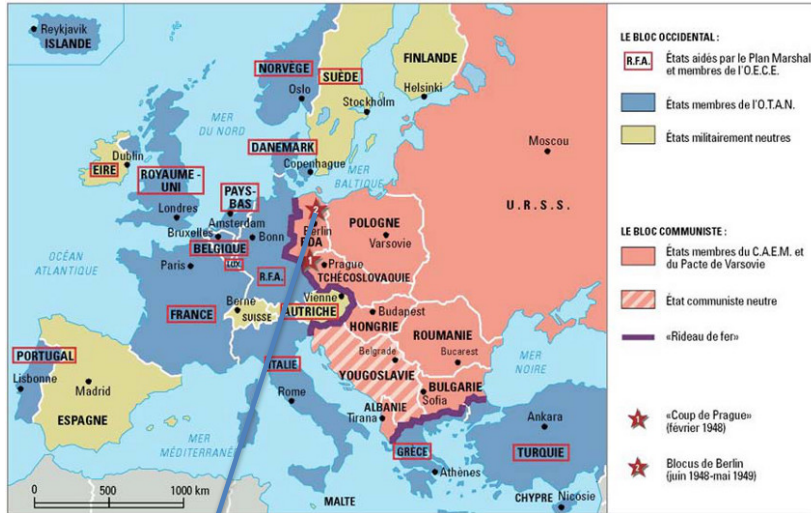 Reykjavik
ISLANDE
NORVÈGE
Oslo
SUÈDE
Stockholm
FINLANDE
Helsinki
MER
DU NORD
DANEMARK
Copenhague
MER
BALTIQUE
Moscou
U.R.S.S.
EIRE
Dublin
ROYAUME-
UNI
Londres
PAYS-
BAS
Amsterdam
Bruxelles
BELGIQUE
LUX
Bonn
R.F.A.
2
Berlin
RDA
POLOGNE
Varsovie
1
Prague
TCHÉCOSLOVAQUIE
OCÉAN
ATLANTIQUE
Paris
FRANCE
Berne
SUISSE
Vienne
AUTRICHE
Budapest
HONGRIE
ROUMANIE
Bucarest
Belgrade
YOUGOSLAVIE
BULGARIE
Sofia
MER
NOIRE
PORTUGAL
Lisbonne
Madrid
ESPAGNE
ITALIE
Rome
ALBANIE
Tirana
MER
MÉDITERRANÉE
GRÈCE
Athènes
Ankara
TURQUIE
MALTE
CHYPRE
Nicosie
0 500 1000 km
LE BLOC OCCIDENTAL
R.F.A.
États aidés par le Plan Marshal
et membres de l'O.E.C.E.
États membres de l'O.T.A.N.
États militairement neutres
LE BLOC COMMUNISTE
États membres du C.A.E.M. et
du Pacte de Varsovie
État communiste neutre
«Rideau de fer»
1
«Coup de Prague»
(février 1948)
2
Blocus de Berlin
(juin 1948-mai 1949)